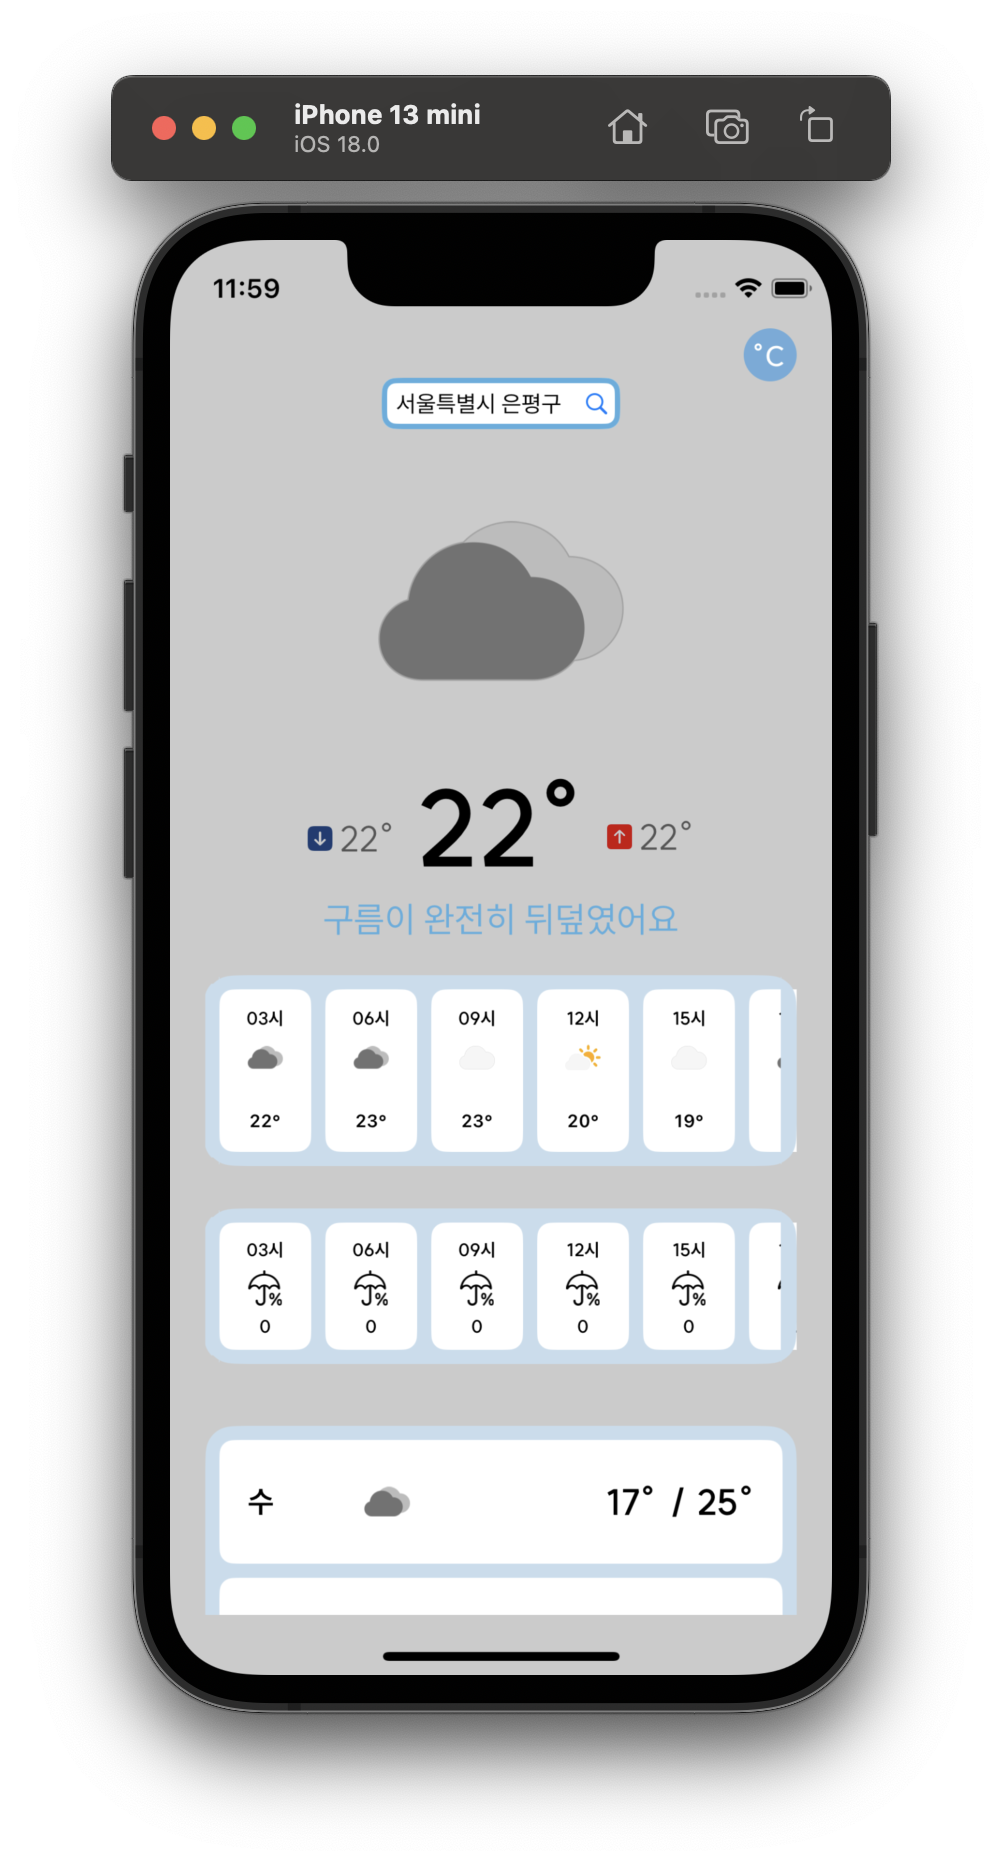 iPhone 13 mini
iOS 18.0
11:59
°C
서울특별시 은평구
22° 22° 22°
구름이 완전히 뒤덮였어요
03시 06시 09시 12시 15시
22° 23° 23° 20° 19°
03시 06시 09시 12시 15시
% % % % %
0 0 0 0 0
수 17° / 25°